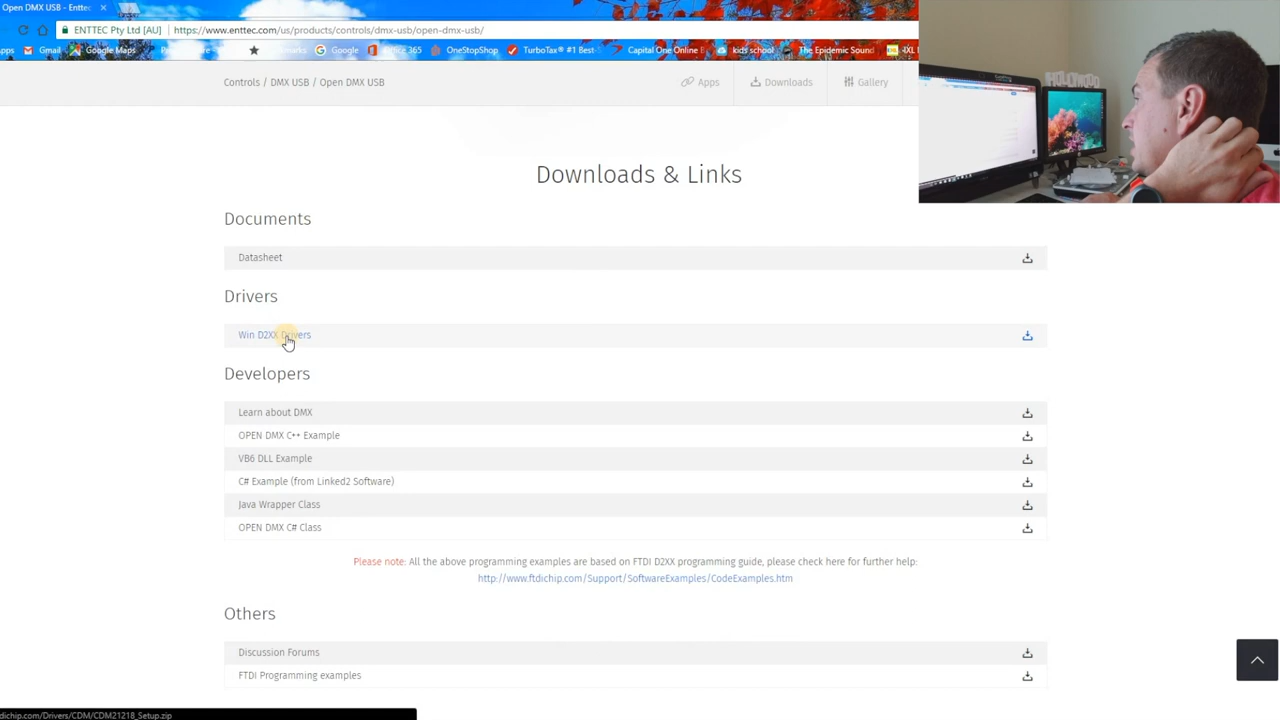 Open DMX USB - Enttec
ENTTEC Pty Ltd [AU] https://www.enttec.com/us/products/controls/dmx-usb/open-dmx-usb/
Apps Gmail Google Maps Google Office 365 OneStopShop TurboTax® #1 Best- Capital One Online B kids school The Epidemic Sound IXL
Controls / DMX USB / Open DMX USB Apps Downloads Gallery
HOLLYWOOD
Downloads & Links
Documents
Datasheet
Drivers
Win D2XX Drivers
Developers
Learn about DMX
OPEN DMX C++ Example
VB6 DLL Example
C# Example (from Linked2 Software)
Java Wrapper Class
OPEN DMX C# Class
Please note: All the above programming examples are based on FTDI D2XX programming guide, please check here for further help:
http://www.ftdichip.com/Support/SoftwareExamples/CodeExamples.htm
Others
Discussion Forums
FTDI Programming examples
dichip.com/Drivers/CDM/CDM21218_Setup.zip